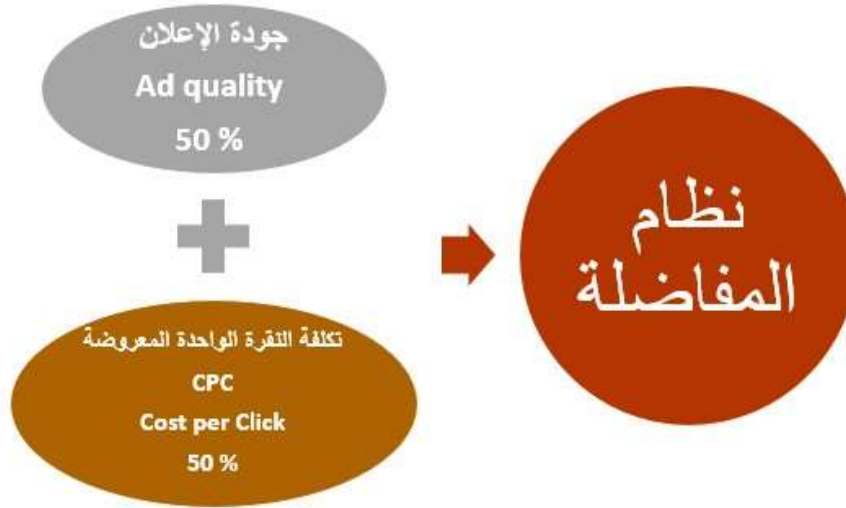 جودة الإعلان
Ad quality
50 %
تكلفة النقرة الواحدة المعروضة
CPC
Cost per Click
50 %
نظام
المفاضلة